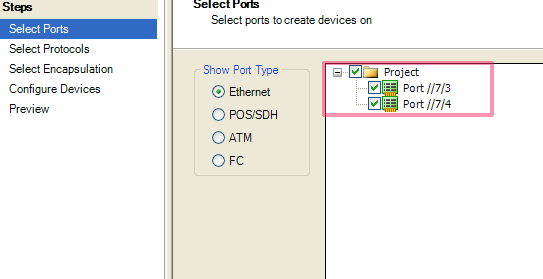 Steps
Select Ports
Select Protocols
Select Encapsulation
Configure Devices
Preview
Select Ports
Select ports to create devices on
Show Port Type
Ethernet
POS/SDH
ATM
FC
Project
Port //7/3
Port //7/4